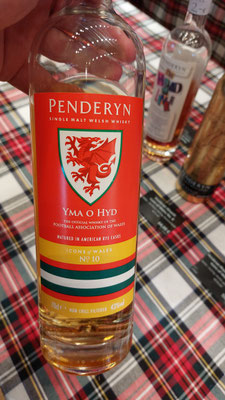 PENDERYN
SINGLE MALT WELSH WHISKY
YMA O HYD
THE OFFICIAL WHISKY OF THE
FOOTBALL ASSOCIATION OF WALES
MATURED IN AMERICAN RYE CASKS
ICONS of WALES
No 10